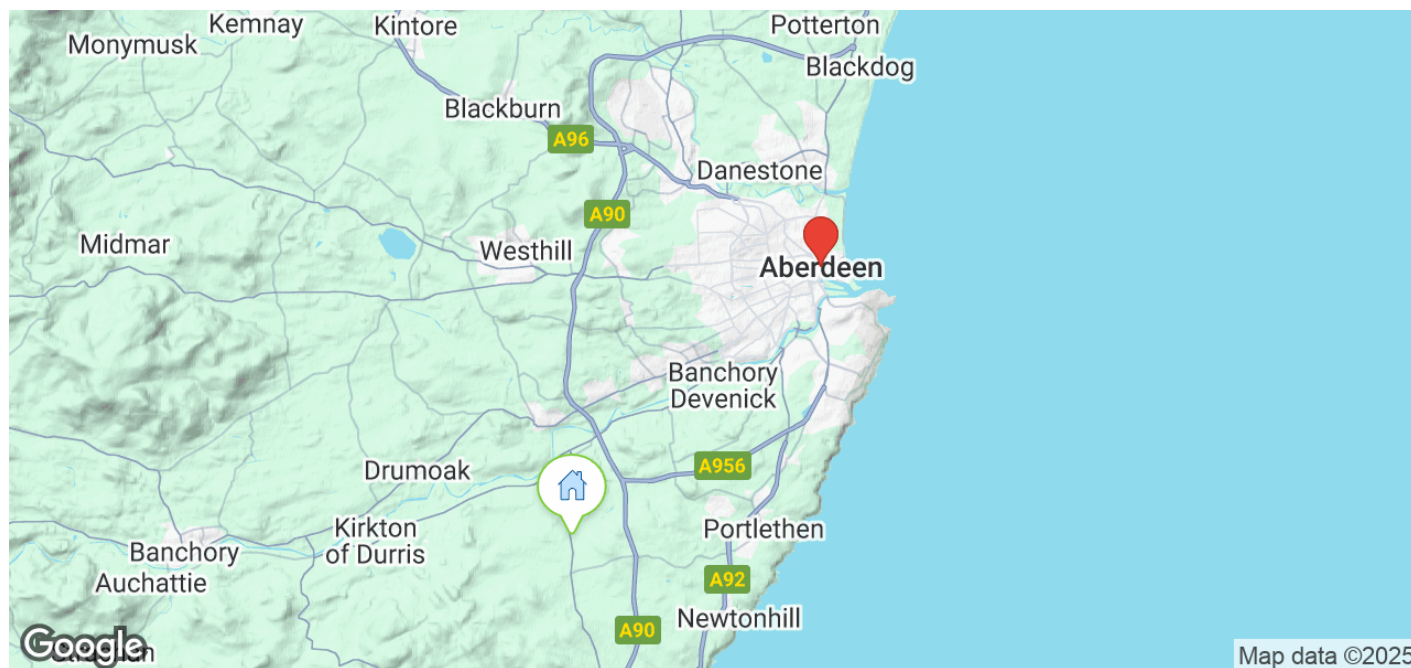 Kemnay
Kintore
Potterton
Monymusk
Blackdog
Blackburn
A96
Danestone
A90
Midmar
Westhill
Aberdeen
Banchory
Devenick
A956
Drumoak
Kirkton
of Durris
Portlethen
Banchory
Auchattie
A92
Newtonhill
A90
Google
Map data ©2025